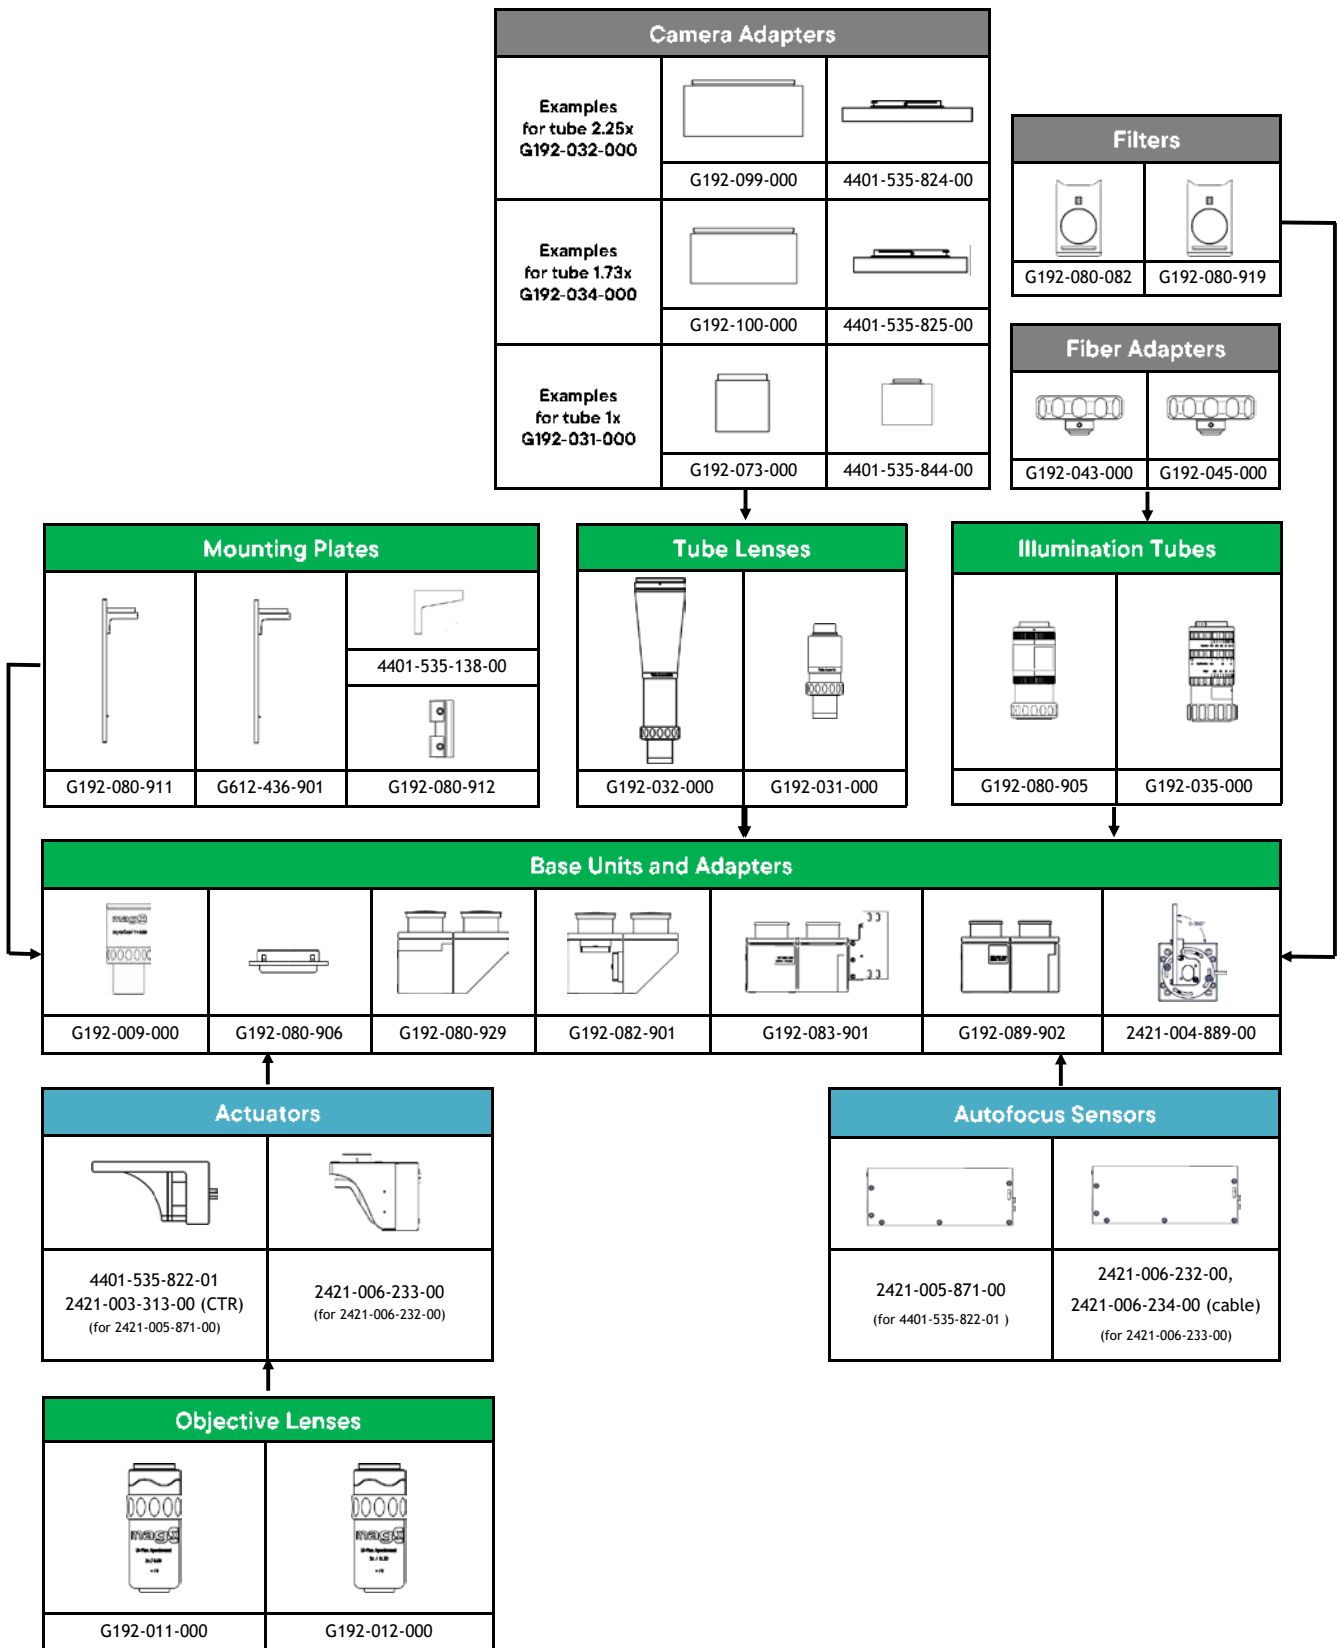 Camera Adapters
Examples
for tube 2.25x
G192-032-000
G192-099-000
4401-535-824-00
Examples
for tube 1.73x
G192-034-000
G192-100-000
4401-535-825-00
Examples
for tube 1x
G192-031-000
G192-073-000
4401-535-844-00
Filters
G192-080-082
G192-080-919
Fiber Adapters
G192-043-000
G192-045-000
Mounting Plates
4401-535-138-00
G192-080-911
G612-436-901
G192-080-912
Tube Lenses
G192-032-000
G192-031-000
Illumination Tubes
G192-080-905
G192-035-000
Base Units and Adapters
mag
G192-009-000
G192-080-906
G192-080-929
G192-082-901
G192-083-901
G192-089-902
2421-004-889-00
Actuators
4401-535-822-01
2421-003-313-00 (CTR)
(for 2421-005-871-00)
2421-006-233-00
(for 2421-006-232-00)
Autofocus Sensors
2421-005-871-00
(for 4401-535-822-01 )
2421-006-232-00,
2421-006-234-00 (cable)
(for 2421-006-233-00)
Objective Lenses
mag
mag
G192-011-000
G192-012-000